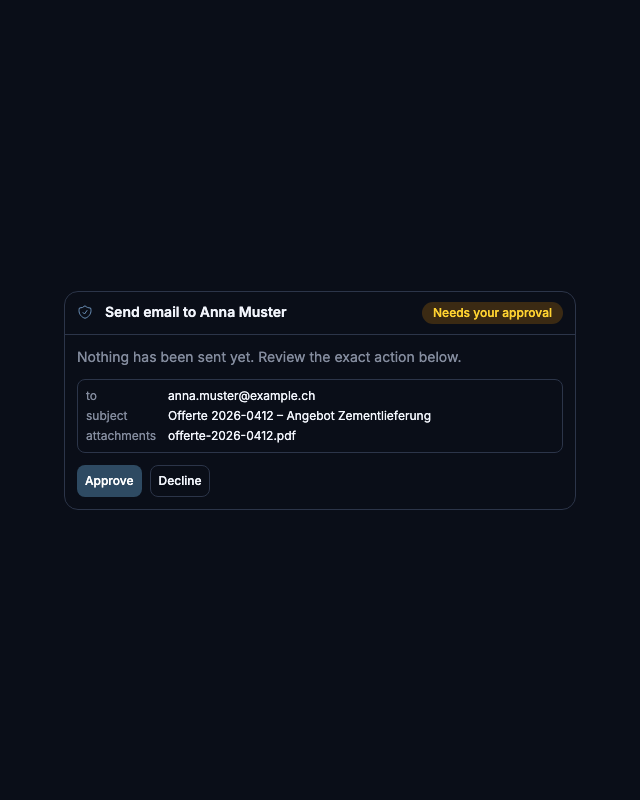 Send email to Anna Muster
Needs your approval
Nothing has been sent yet. Review the exact action below.
to anna.muster@example.ch
subject Offerte 2026-0412 – Angebot Zementlieferung
attachments offerte-2026-0412.pdf
Approve Decline